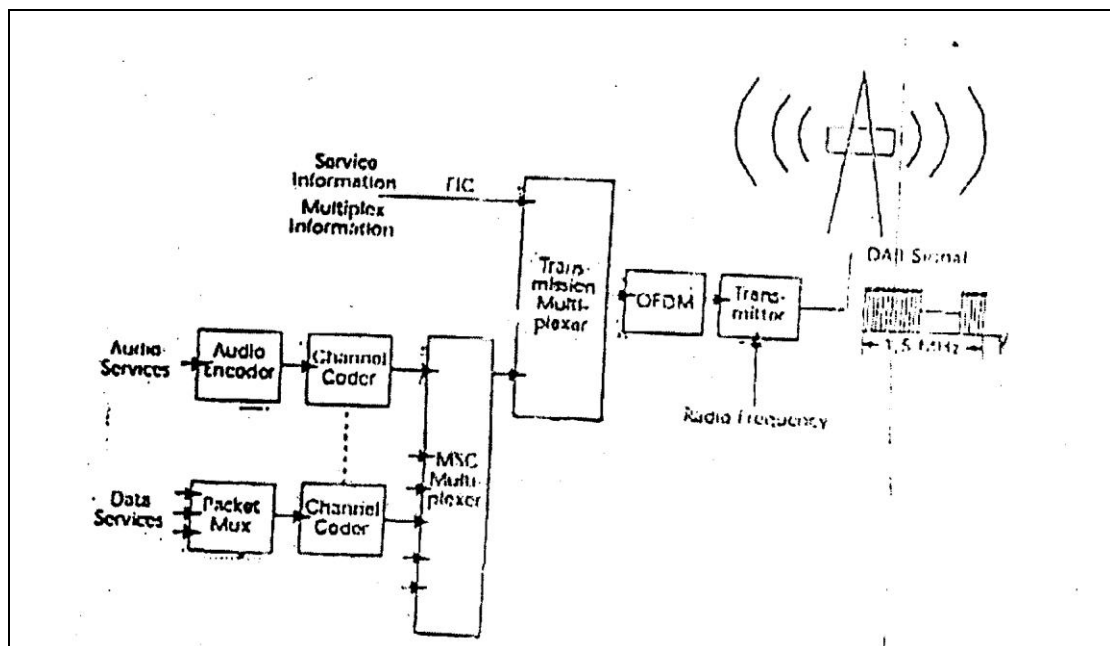 Service
Information
Multiplex
Information
FIC
Trans-
mission
Multi-
plexer
OFDM
Trans-
mitter
DAB Signal
1,5 MHz
Radio Frequency
Audio
Services
Audio
Encoder
Channel
Coder
MSC
Multi-
plexer
Data
Services
Packet
Mux
Channel
Coder